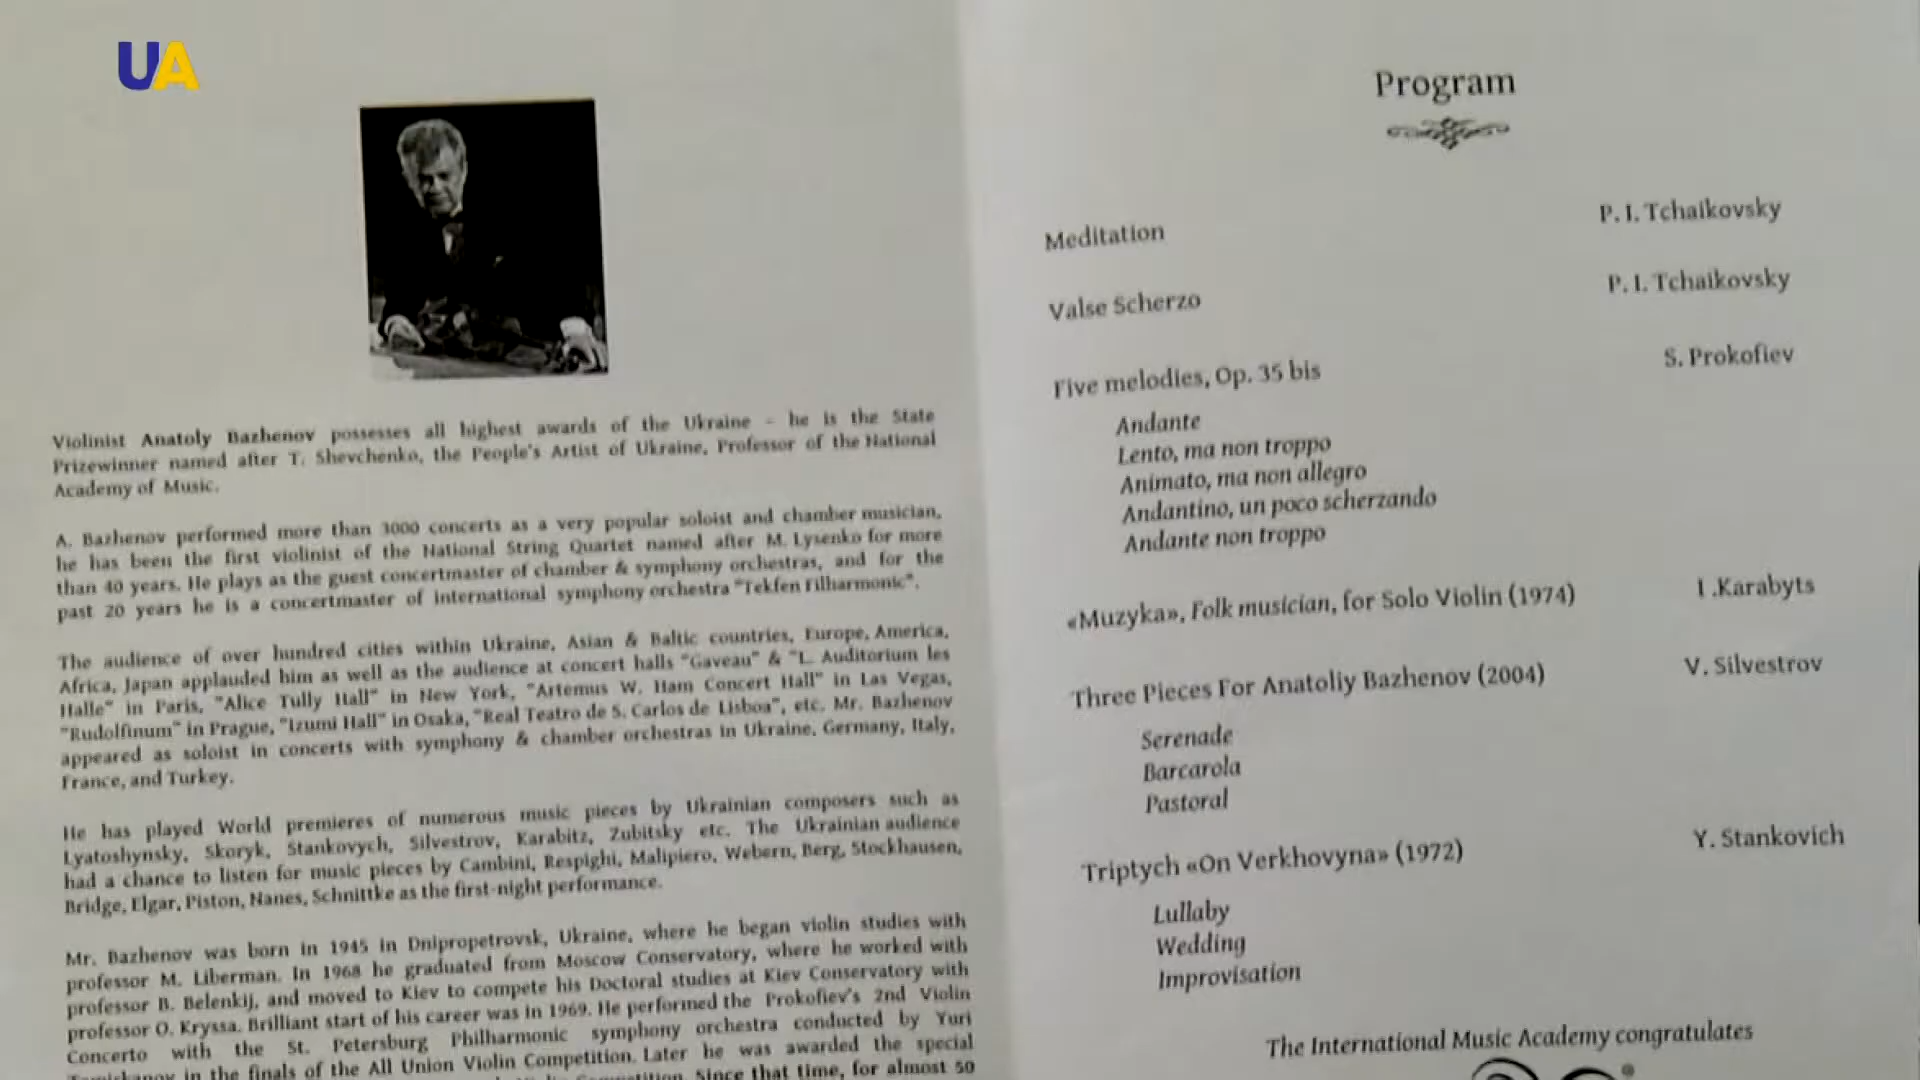 UA
Violinist Anatoly Bazhenov possesses all highest awards of the Ukraine – he is the State
Prizewinner named after T. Shevchenko, the People's Artist of Ukraine, Professor of the National
Academy of Music.
A. Bazhenov performed more than 3000 concerts as a very popular soloist and chamber musician,
he has been the first violinist of the National String Quartet named after M. Lysenko for more
than 40 years. He plays as the guest concertmaster of chamber & symphony orchestras, and for the
past 20 years he is a concertmaster of international symphony orchestra "Tekfen Filharmonic".
The audience of over hundred cities within Ukraine, Asian & Baltic countries, Europe, America,
Africa, Japan applauded him as well as the audience at concert halls "Gaveau" & "L. Auditorium les
Halle" in Paris, "Alice Tully Hall" in New York, "Artemus W. Ham Concert Hall" in Las Vegas,
"Rudolfinum" in Prague, "Izumi Hall" in Osaka, "Real Teatro de S. Carlos de Lisboa", etc. Mr. Bazhenov
appeared as soloist in concerts with symphony & chamber orchestras in Ukraine, Germany, Italy,
France, and Turkey.
He has played World premieres of numerous music pieces by Ukrainian composers such as
Lyatoshynsky, Skoryk, Stankovych, Silvestrov, Karabitz, Zubitsky etc. The Ukrainian audience
had a chance to listen for music pieces by Cambini, Respighi, Malipiero, Webern, Berg, Stockhausen,
Bridge, Elgar, Piston, Nanes, Schnittke as the first-night performance.
Mr. Bazhenov was born in 1945 in Dnipropetrovsk, Ukraine, where he began violin studies with
professor M. Liberman. In 1968 he graduated from Moscow Conservatory, where he worked with
professor B. Belenkij, and moved to Kiev to compete his Doctoral studies at Kiev Conservatory with
professor O. Kryssa. Brilliant start of his career was in 1969. He performed the Prokofiev's 2nd Violin
Concerto with the St. Petersburg Philharmonic symphony orchestra conducted by Yuri
in the finals of the All Union Violin Competition. Later he was awarded the special
Since that time, for almost 50
Program
Meditation P. I. Tchaikovsky
Valse Scherzo P. I. Tchaikovsky
Five melodies, Op. 35 bis S. Prokofiev
Andante
Lento, ma non troppo
Animato, ma non allegro
Andantino, un poco scherzando
Andante non troppo
«Muzyka», Folk musician, for Solo Violin (1974) I .Karabyts
Three Pieces For Anatoliy Bazhenov (2004) V. Silvestrov
Serenade
Barcarola
Pastoral
Triptych «On Verkhovyna» (1972) Y. Stankovich
Lullaby
Wedding
Improvisation
The International Music Academy congratulates